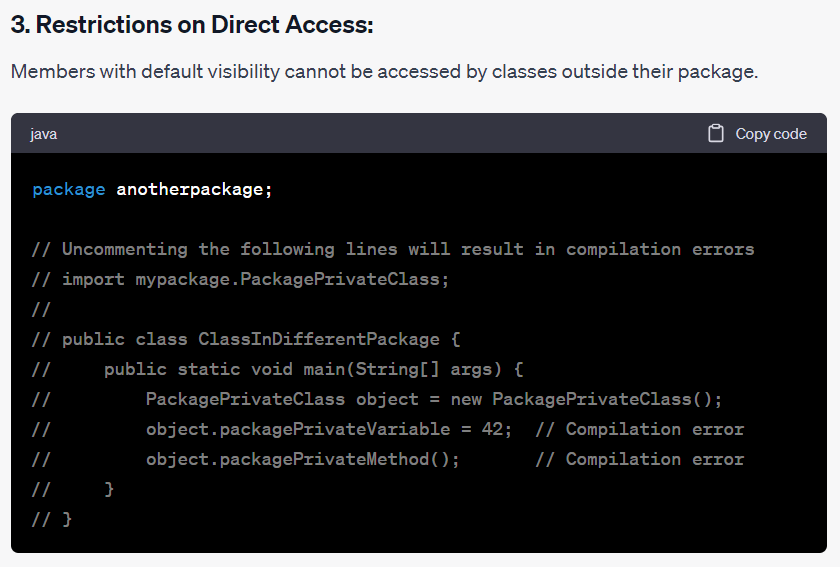 3. Restrictions on Direct Access:
Members with default visibility cannot be accessed by classes outside their package.
java
Copy code
package anotherpackage;
// Uncommenting the following lines will result in compilation errors
// import mypackage.PackagePrivateClass;
//
// public class ClassInDifferentPackage {
//     public static void main(String[] args) {
//         PackagePrivateClass object = new PackagePrivateClass();
//         object.packagePrivateVariable = 42;  // Compilation error
//         object.packagePrivateMethod();       // Compilation error
//     }
// }